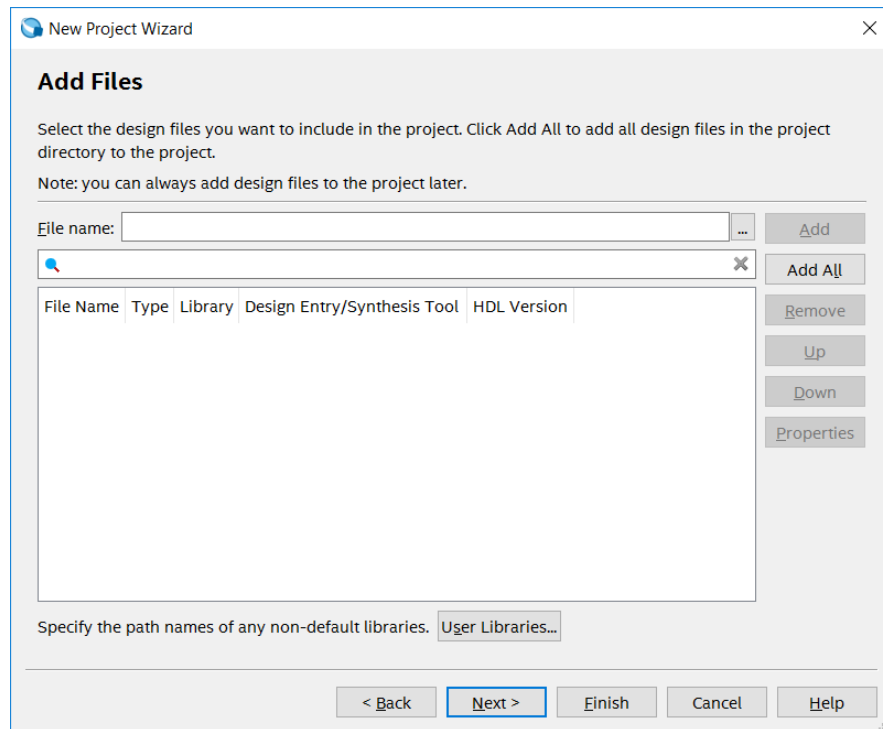 New Project Wizard
Add Files
Select the design files you want to include in the project. Click Add All to add all design files in the project
directory to the project.
Note: you can always add design files to the project later.
File name: ... Add
Add All
File Name Type Library Design Entry/Synthesis Tool HDL Version
Remove
Up
Down
Properties
Specify the path names of any non-default libraries. User Libraries...
< Back Next > Finish Cancel Help